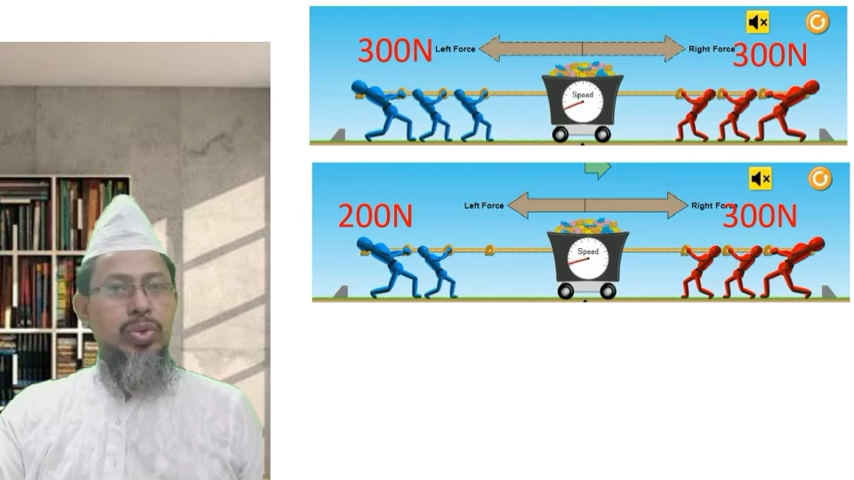 300N Left Force Right Force 300N
Speed
200N Left Force Right Force 300N
Speed